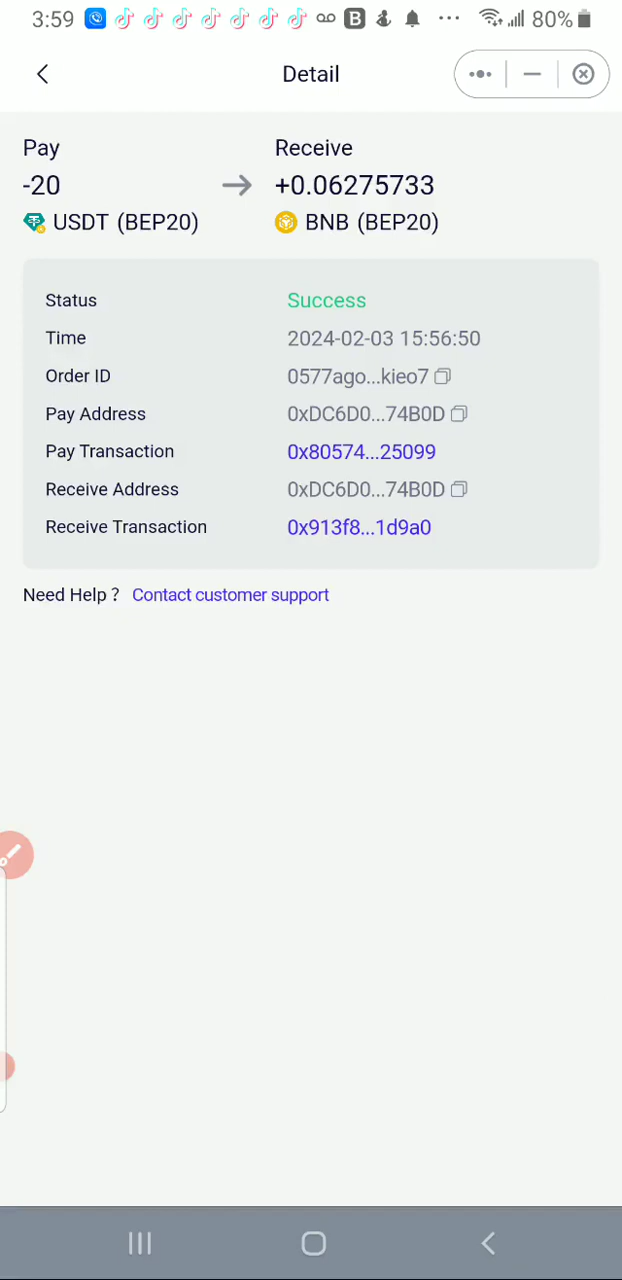 3:59 B 80%
Detail
Pay Receive
-20 +0.06275733
USDT (BEP20) BNB (BEP20)
Status Success
Time 2024-02-03 15:56:50
Order ID 0577ago...kieo7
Pay Address 0xDC6D0...74B0D
Pay Transaction 0x80574...25099
Receive Address 0xDC6D0...74B0D
Receive Transaction 0x913f8...1d9a0
Need Help ? Contact customer support